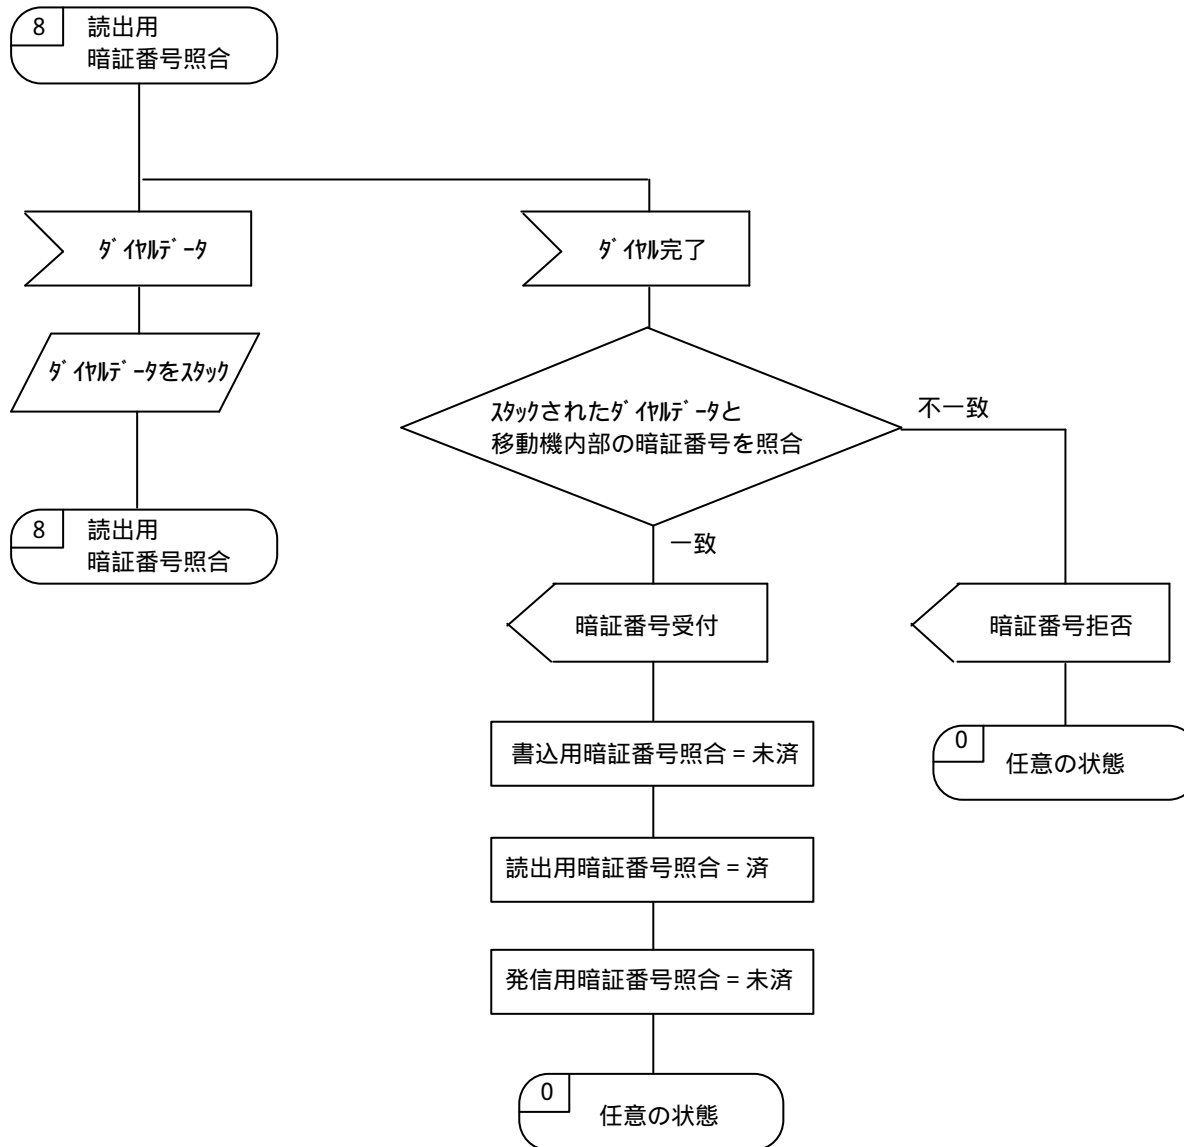 8
読出用
暗証番号照合
ﾀﾞｲﾔﾙﾃﾞｰﾀ
ﾀﾞｲﾔﾙ完了
ﾀﾞｲﾔﾙﾃﾞｰﾀをｽﾀｯｸ
スタックされたﾀﾞｲﾔﾙﾃﾞｰﾀと
移動機内部の暗証番号を照合
不一致
8
読出用
暗証番号照合
一致
暗証番号受付
暗証番号拒否
書込用暗証番号照合 = 未済
0
任意の状態
読出用暗証番号照合 = 済
発信用暗証番号照合 = 未済
0
任意の状態